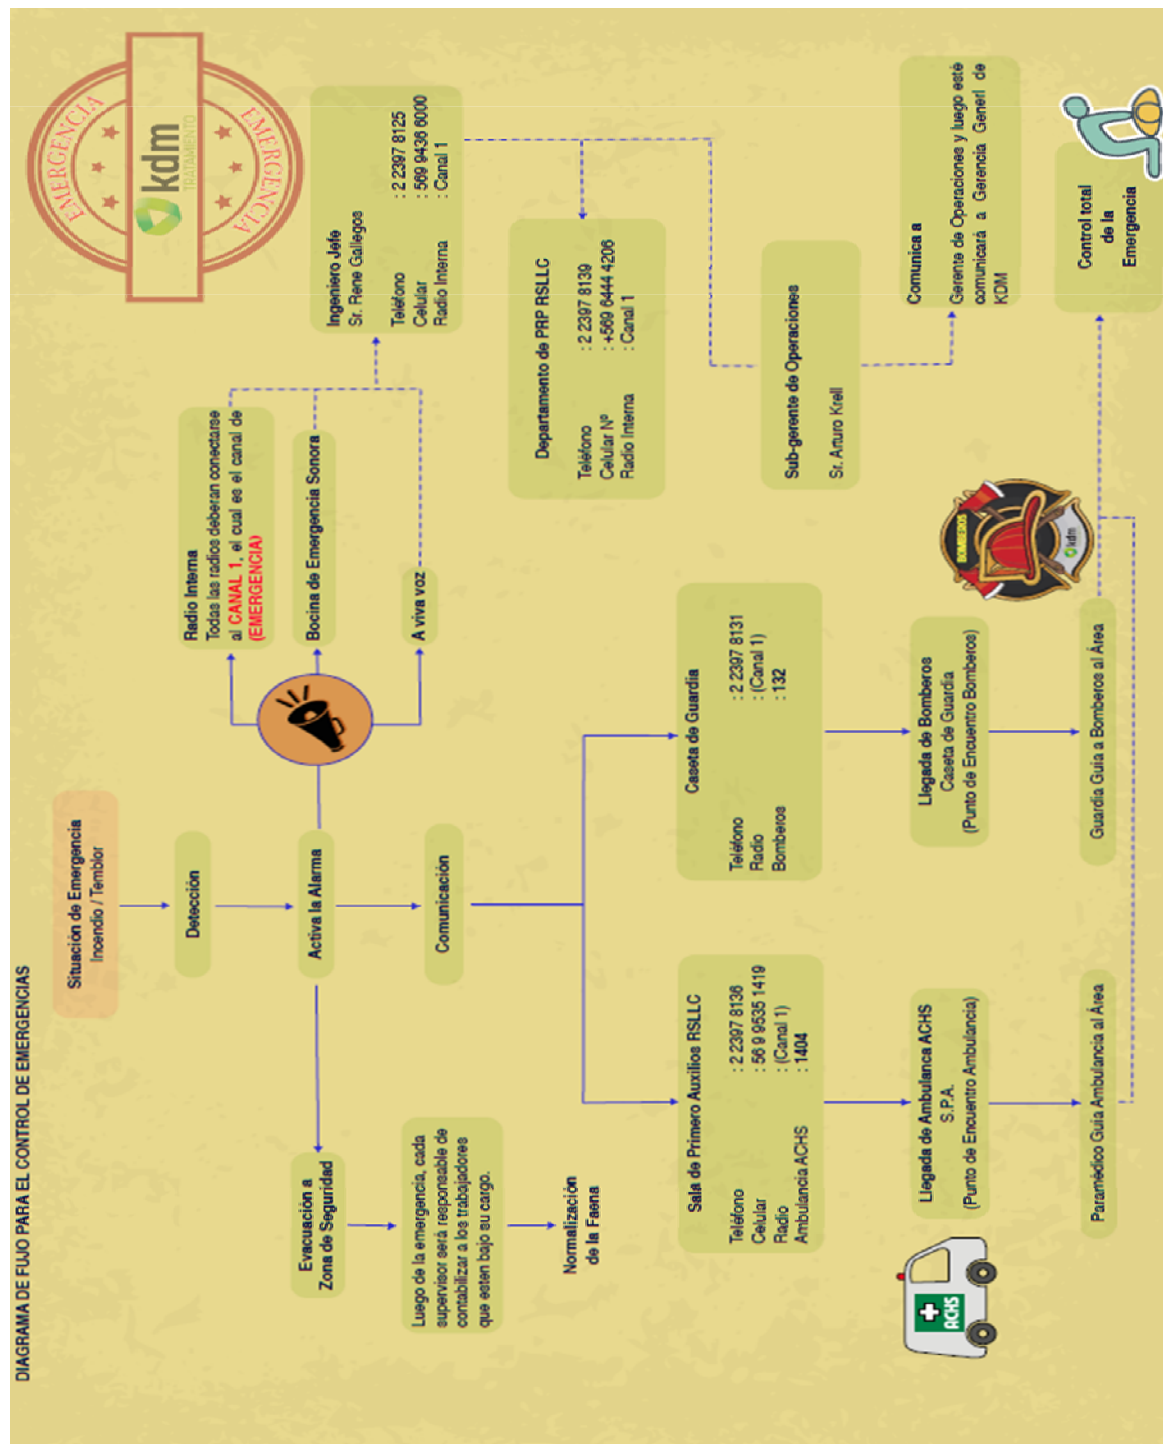 DIAGRAMA DE FUJO PARA EL CONTROL DE EMERGENCIAS
EMERGENCIA
kdm
TRATAMIENTO
EMERGENCIA
Situación de Emergencia
Incendio / Temblor
Detección
Activa la Alarma
Comunicación
Evacuación a
Zona de Seguridad
Luego de la emergencia, cada
supervisor será responsable de
contabilizar a los trabajadores
que esten bajo su cargo.
Normalización
de la Faena
Radio Interna
Todas las radios deberan conectarse
al CANAL 1, el cual es el canal de
(EMERGENCIA)
Bocina de Emergencia Sonora
A viva voz
Ingeniero Jefe
Sr. Rene Gallegos
Teléfono : 2 2397 8125
Celular : 569 9436 6000
Radio Interna : Canal 1
Departamento de PRP RSLLC
Teléfono : 2 2397 8139
Celular Nº : +569 6444 4206
Radio Interna : Canal 1
Sub-gerente de Operaciones
Sr. Arturo Krell
Comunica a
Gerente de Operaciones y luego esté
comunicará a Gerencia Generl de
KDM
Sala de Primero Auxilios RSLLC
Teléfono : 2 2397 8136
Celular : 56 9 9535 1419
Radio : (Canal 1)
Ambulancia ACHS : 1404
Caseta de Guardia
Teléfono : 2 2397 8131
Radio : (Canal 1)
Bomberos : 132
Llegada de Ambulanca ACHS
S.P.A.
(Punto de Encuentro Ambulancia)
Llegada de Bomberos
Caseta de Guardia
(Punto de Encuentro Bomberos)
Paramédico Guia Ambulancia al Área
Guardia Guia a Bomberos al Área
Control total
de la
Emergencia
ACHS
BOMBEROS
kdm